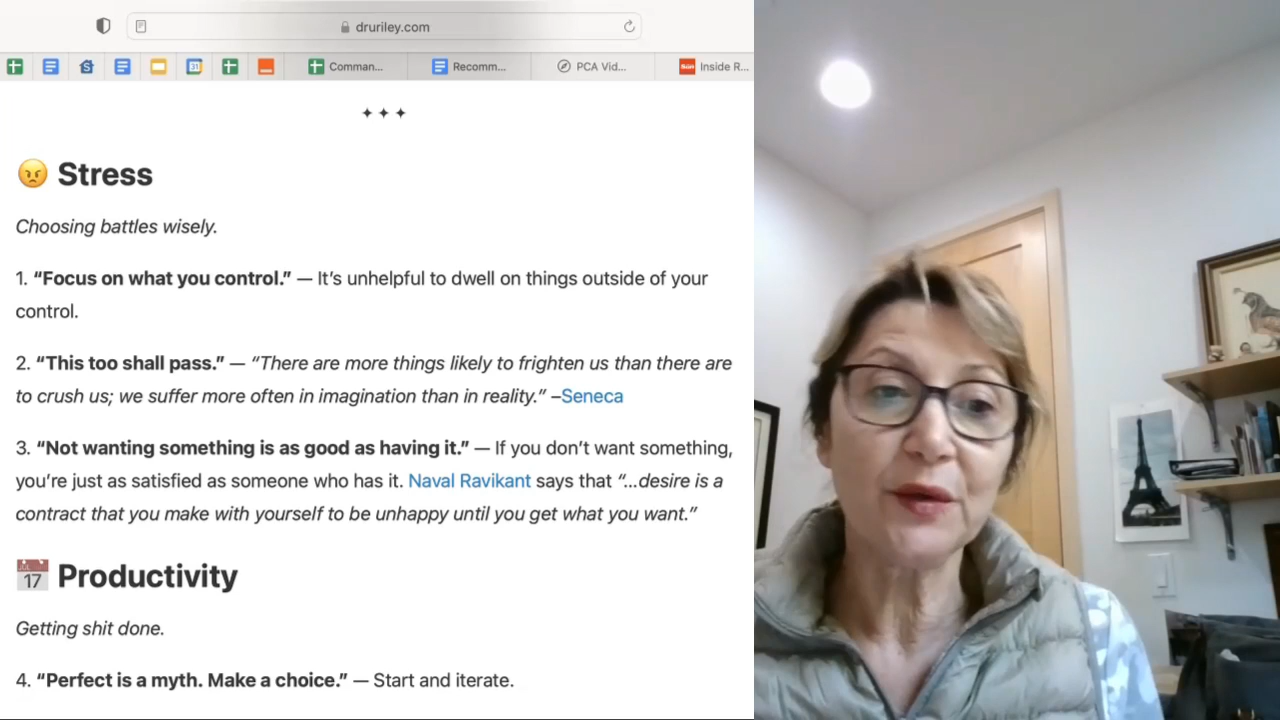 druriley.com
Comman... Recomm... PCA Vid... Inside R...
✦ ✦ ✦
😠 Stress
Choosing battles wisely.
1. “Focus on what you control.” — It’s unhelpful to dwell on things outside of your
control.
2. “This too shall pass.” — “There are more things likely to frighten us than there are
to crush us; we suffer more often in imagination than in reality.” –Seneca
3. “Not wanting something is as good as having it.” — If you don’t want something,
you’re just as satisfied as someone who has it. Naval Ravikant says that “...desire is a
contract that you make with yourself to be unhappy until you get what you want.”
📅 Productivity
Getting shit done.
4. “Perfect is a myth. Make a choice.” — Start and iterate.